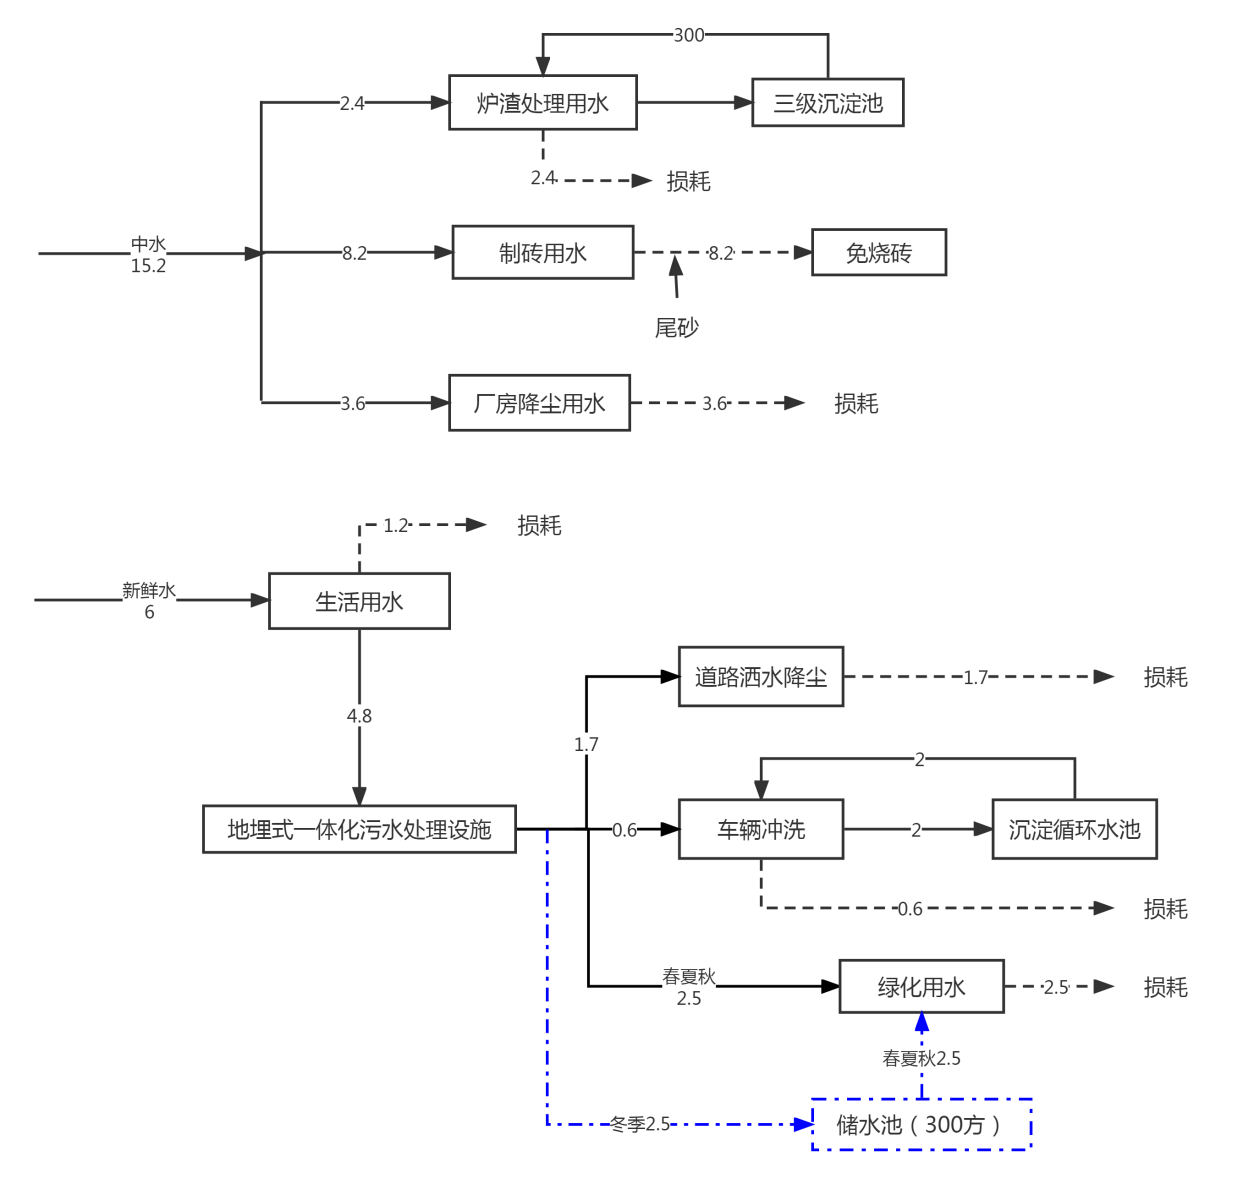 300
2.4
炉渣处理用水
三级沉淀池
2.4
损耗
中水
15.2
8.2
制砖用水
8.2
免烧砖
尾砂
3.6
厂房降尘用水
3.6
损耗
1.2
损耗
新鲜水
6
生活用水
4.8
道路洒水降尘
1.7
损耗
1.7
2
地埋式一体化污水处理设施
0.6
车辆冲洗
2
沉淀循环水池
0.6
损耗
春夏秋
2.5
绿化用水
2.5
损耗
春夏秋2.5
冬季2.5
储水池（300方）